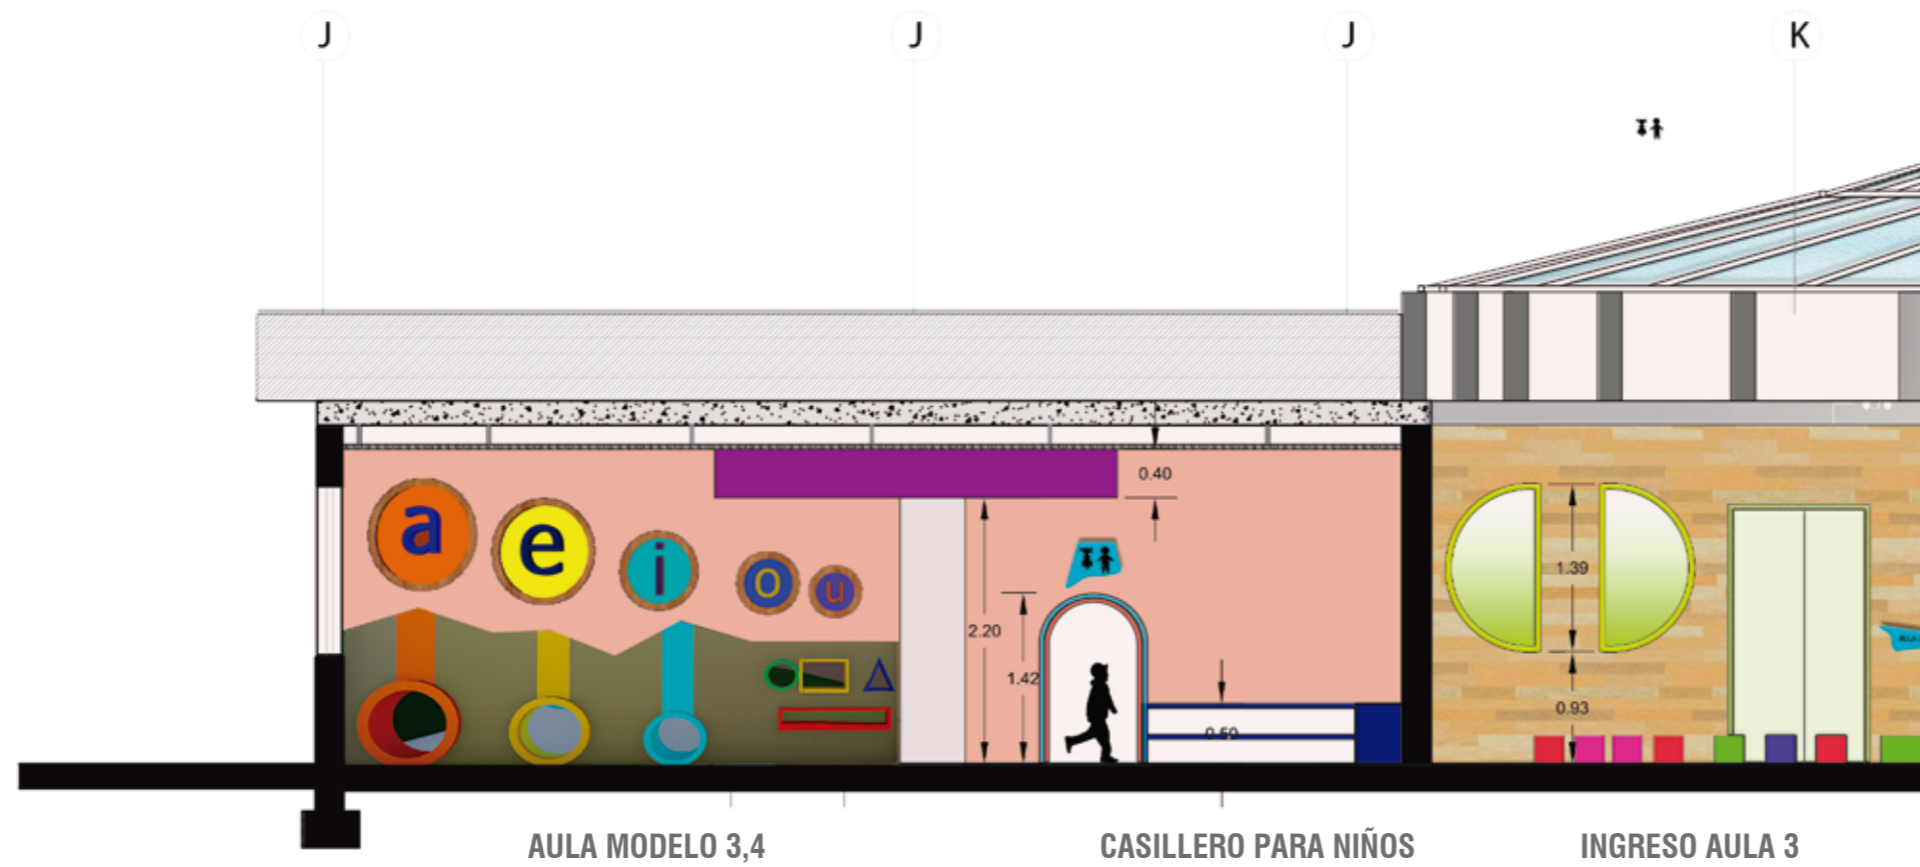 J
J
J
K
0.40
a
e
i
o
u
1.39
2.20
1.42
0.93
0.50
AULA MODELO 3,4
CASILLERO PARA NIÑOS
INGRESO AULA 3